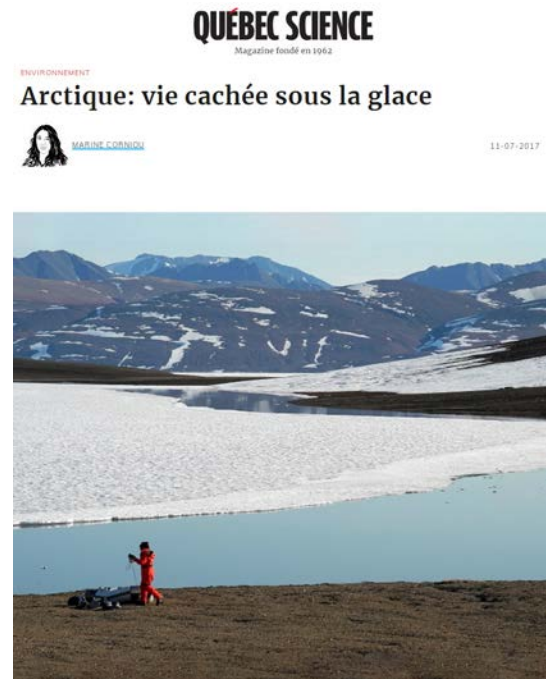 QUÉBEC SCIENCE
Magazine fondé en 1962
ENVIRONNEMENT
Arctique: vie cachée sous la glace
MARINE CORNIOU
11-07-2017